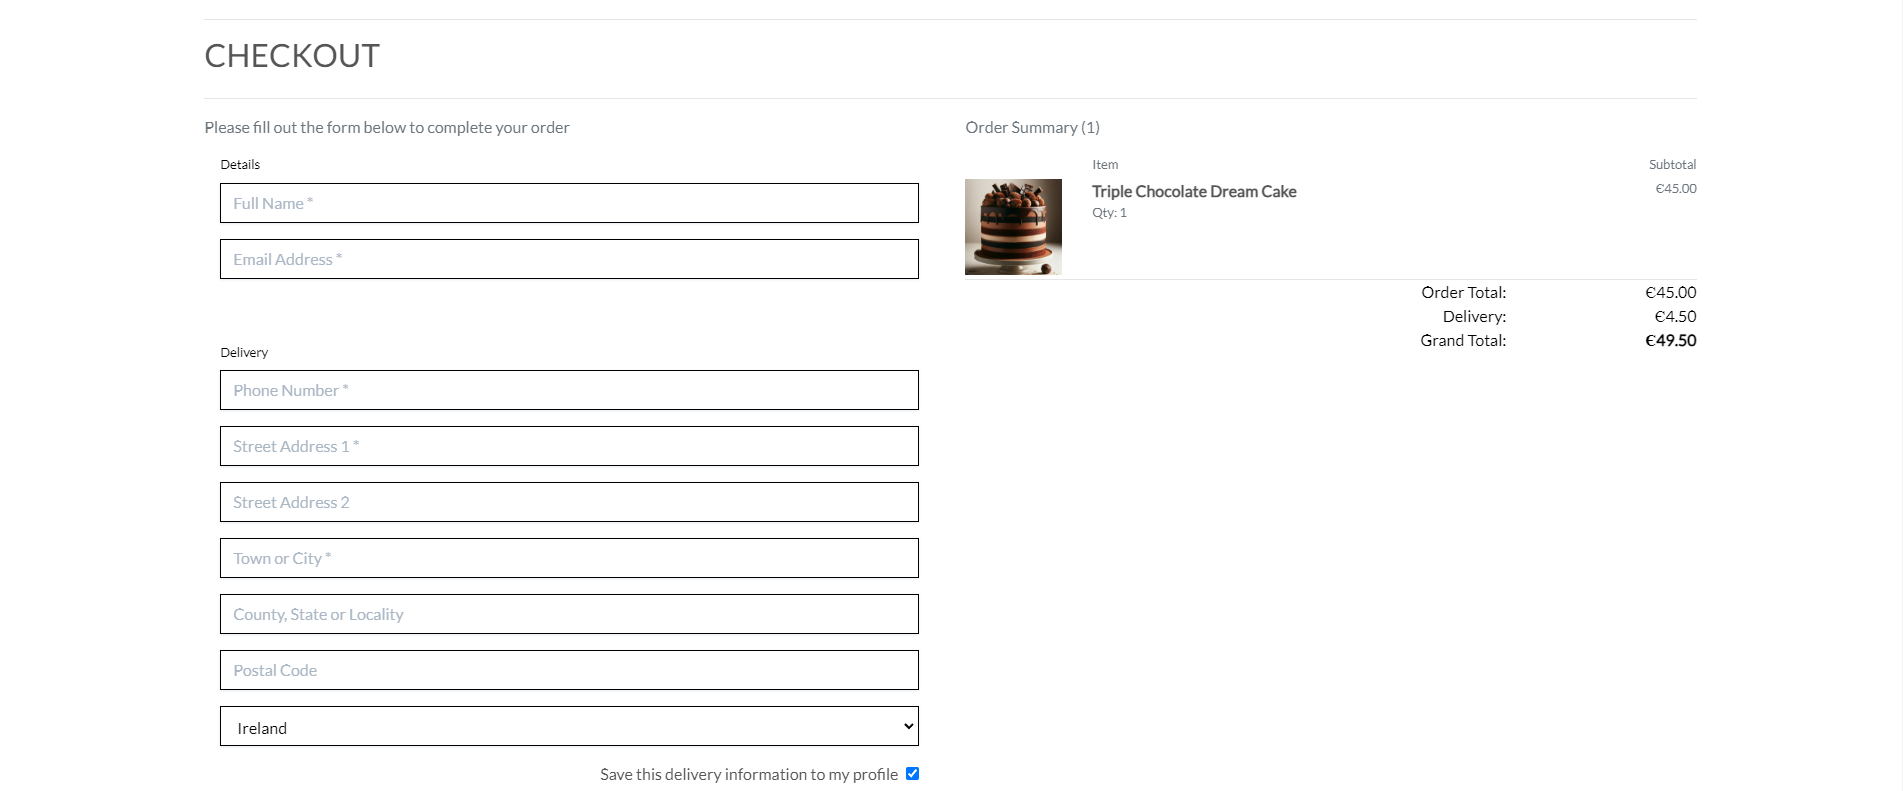 CHECKOUT
Please fill out the form below to complete your order
Details
Full Name *
Email Address *
Delivery
Phone Number *
Street Address 1 *
Street Address 2
Town or City *
County, State or Locality
Postal Code
Ireland
Save this delivery information to my profile
Order Summary (1)
Item Subtotal
Triple Chocolate Dream Cake €45.00
Qty: 1
Order Total: €45.00
Delivery: €4.50
Grand Total: €49.50